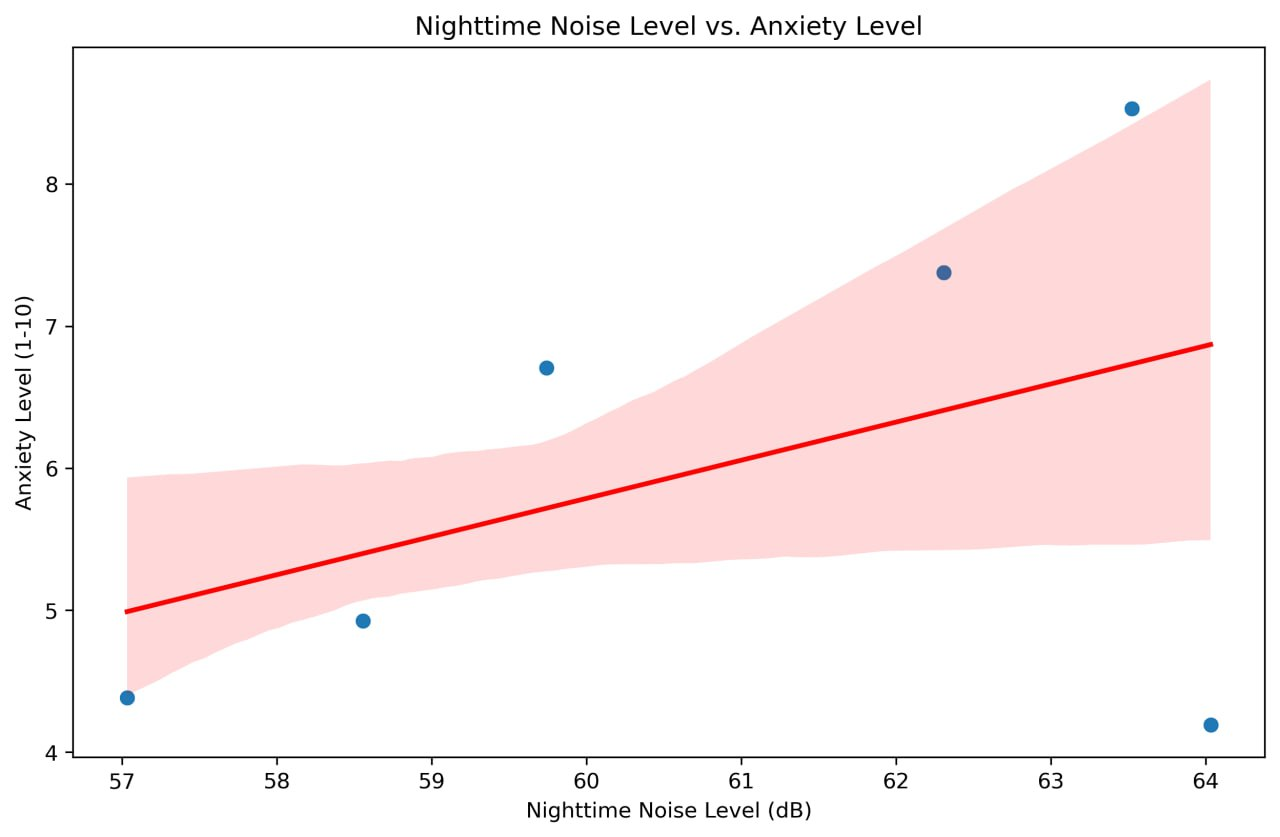 Nighttime Noise Level vs. Anxiety Level
Anxiety Level (1-10)
8
7
6
5
4
57 58 59 60 61 62 63 64
Nighttime Noise Level (dB)